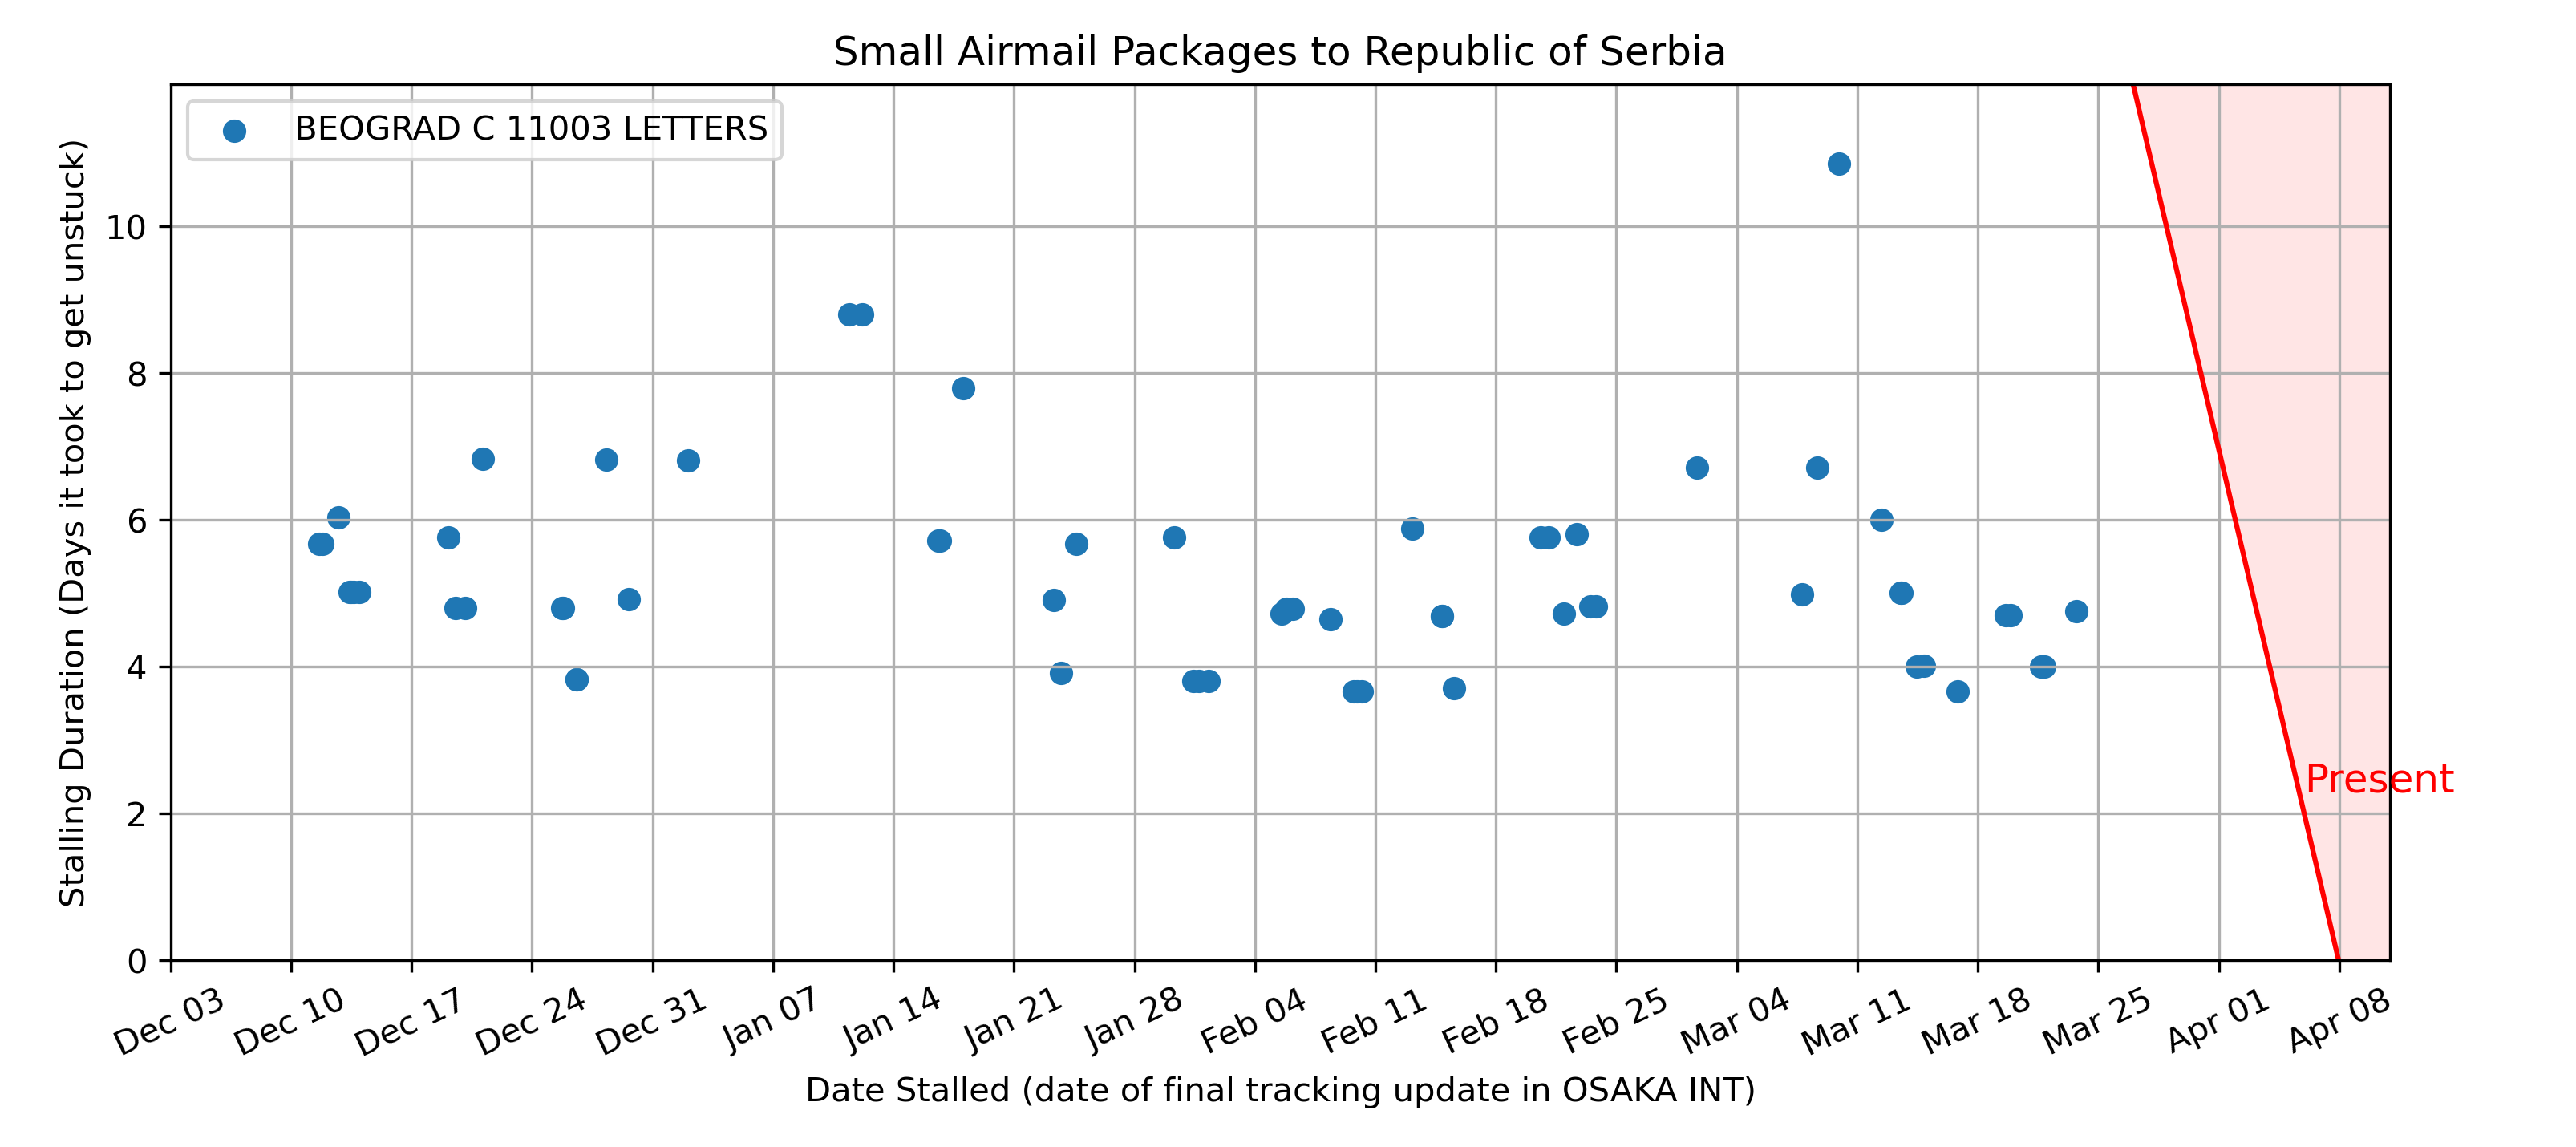 Small Airmail Packages to Republic of Serbia
BEOGRAD C 11003 LETTERS
Stalling Duration (Days it took to get unstuck)
10
8
6
4
2
0
Present
Dec 03
Dec 10
Dec 17
Dec 24
Dec 31
Jan 07
Jan 14
Jan 21
Jan 28
Feb 04
Feb 11
Feb 18
Feb 25
Mar 04
Mar 11
Mar 18
Mar 25
Apr 01
Apr 08
Date Stalled (date of final tracking update in OSAKA INT)